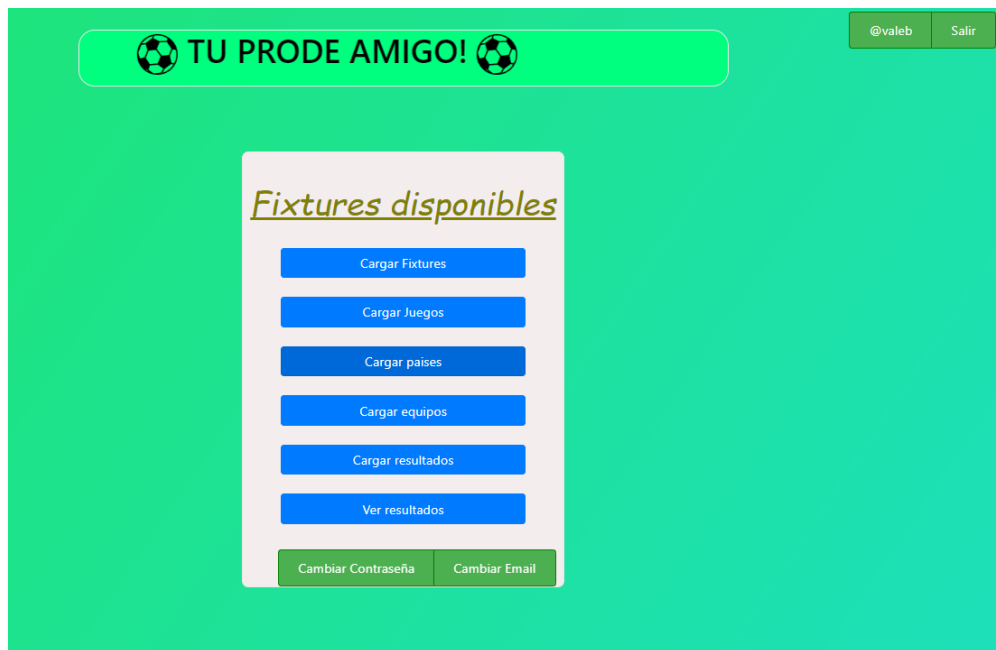 TU PRODE AMIGO!
@valeb Salir
Fixtures disponibles
Cargar Fixtures
Cargar Juegos
Cargar paises
Cargar equipos
Cargar resultados
Ver resultados
Cambiar Contraseña Cambiar Email